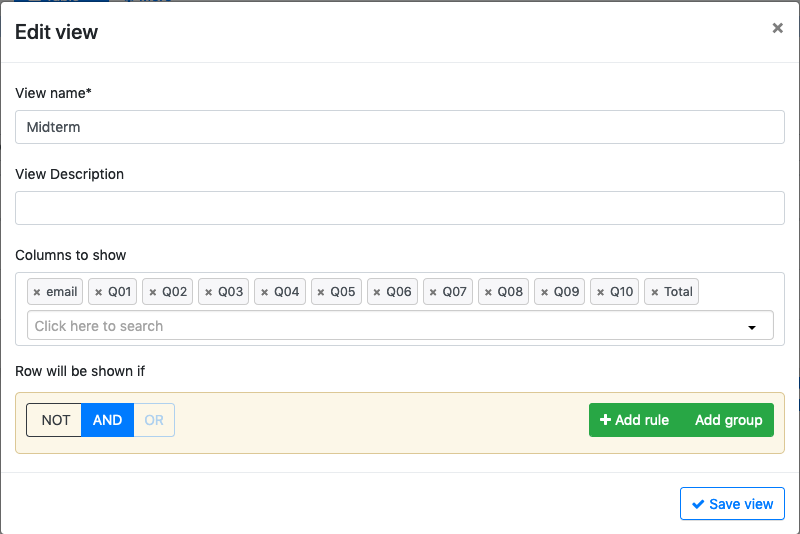 Edit view
×
View name*
Midterm
View Description
Columns to show
× email × Q01 × Q02 × Q03 × Q04 × Q05 × Q06 × Q07 × Q08 × Q09 × Q10 × Total
Click here to search
Row will be shown if
NOT AND OR + Add rule Add group
Save view